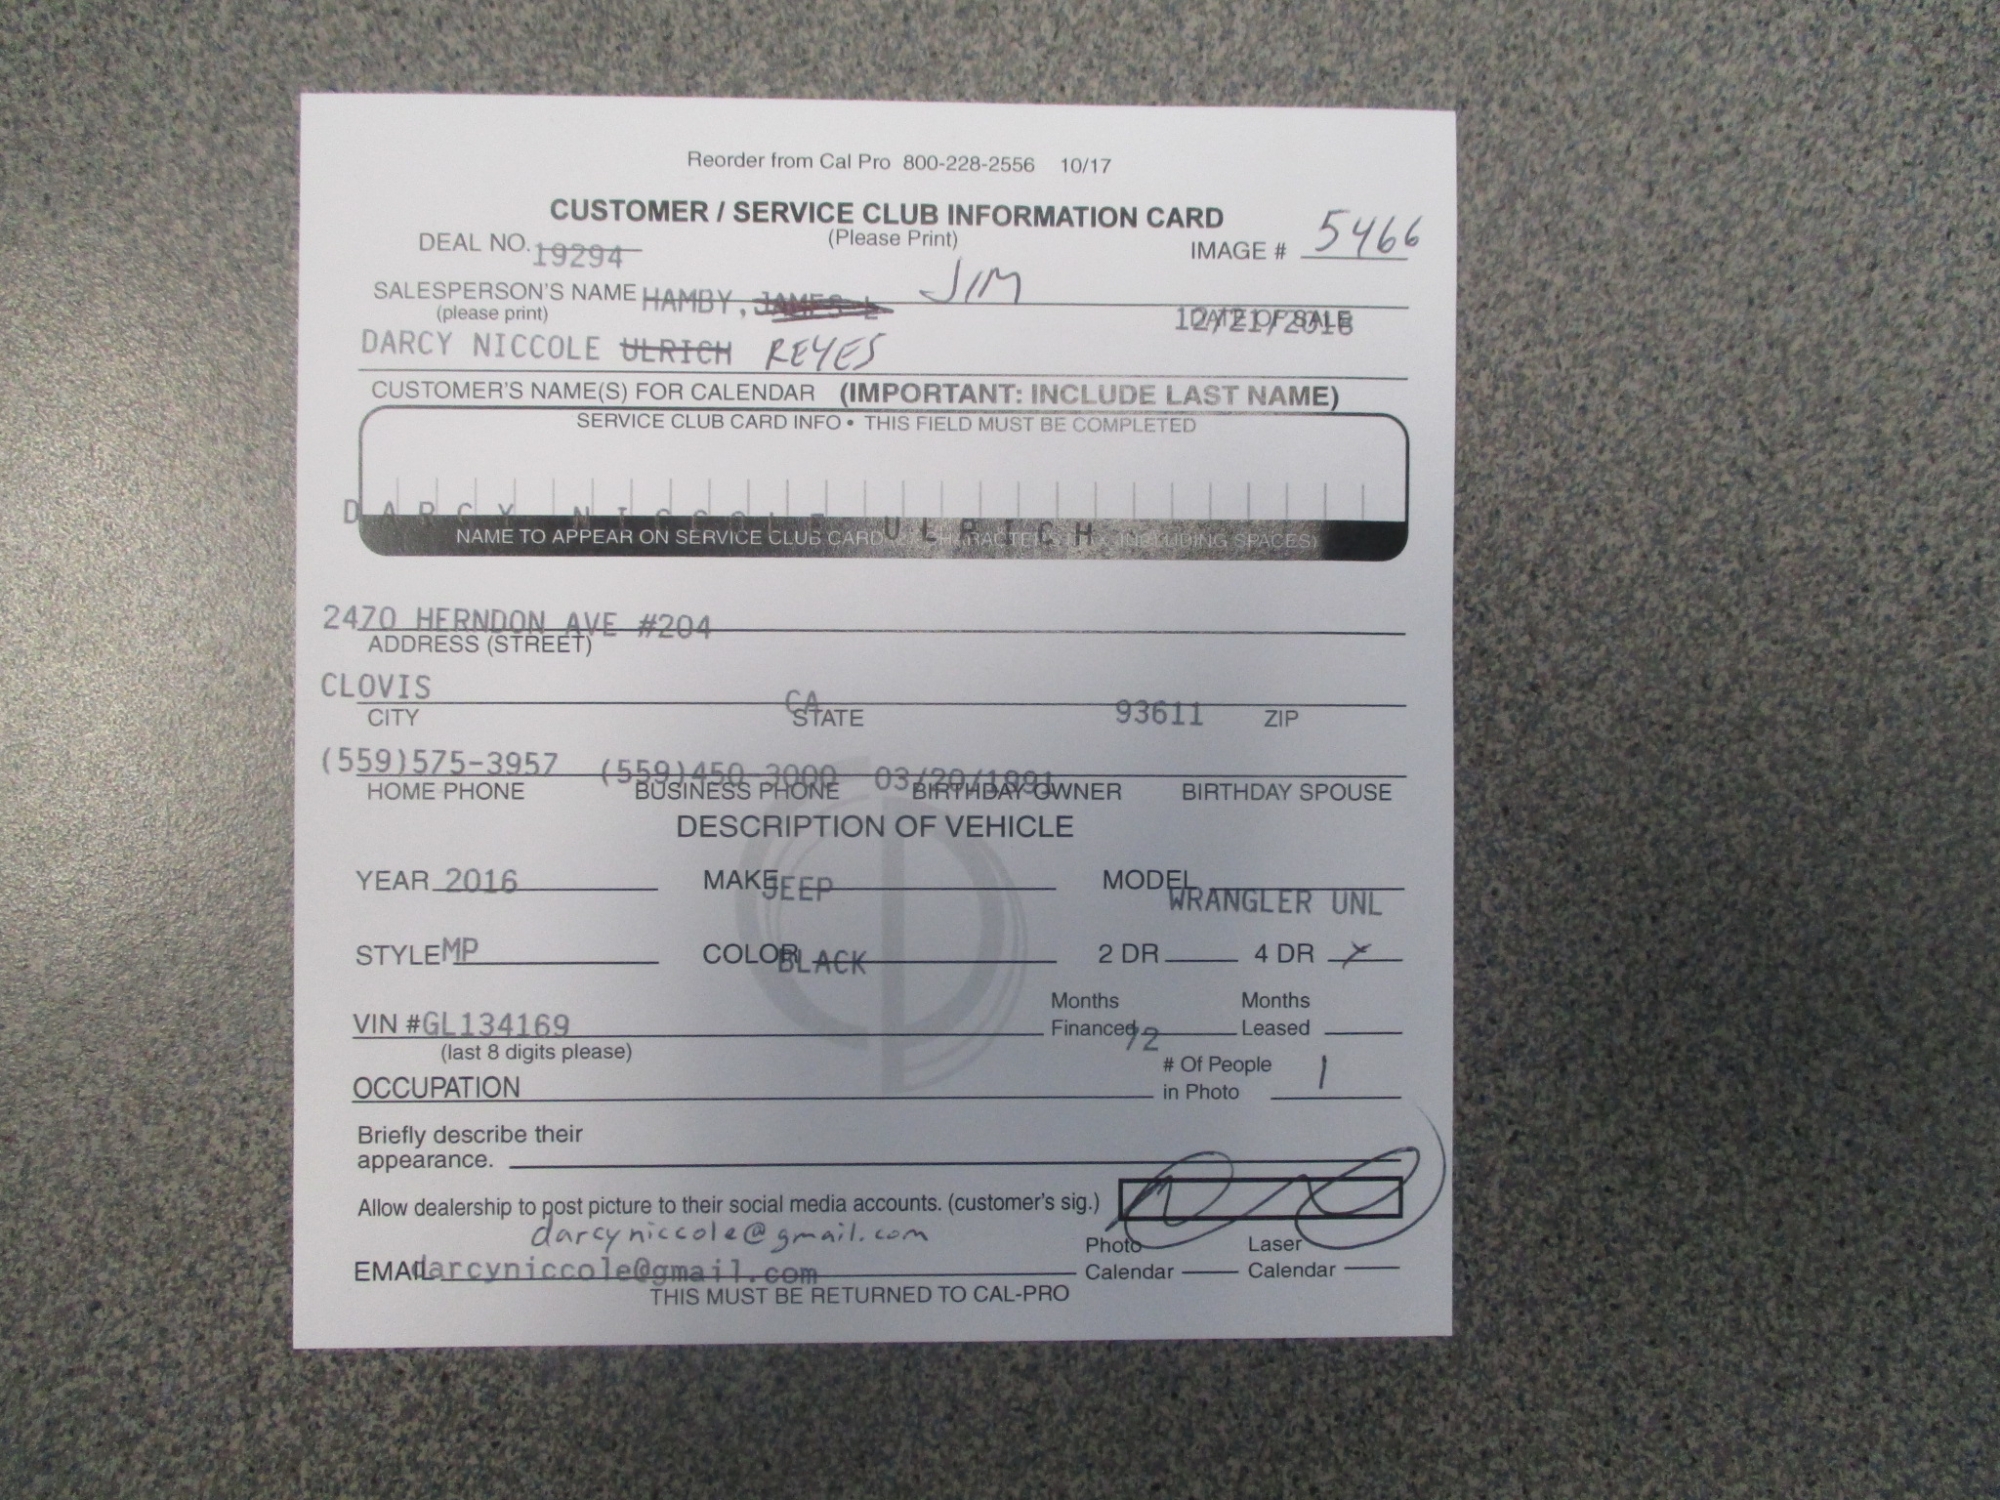 Reorder from Cal Pro 800-228-2556 10/17
CUSTOMER / SERVICE CLUB INFORMATION CARD
(Please Print)
DEAL NO. 19294
IMAGE # 5466
SALESPERSON'S NAME HAMBY, JAMES L JIM
(please print)
DATE OF SALE
DARCY NICCOLE ULRICH REYES
CUSTOMER'S NAME(S) FOR CALENDAR (IMPORTANT: INCLUDE LAST NAME)
SERVICE CLUB CARD INFO • THIS FIELD MUST BE COMPLETED
DARCY NICCOLE ULRICH
NAME TO APPEAR ON SERVICE CLUB CARD INCLUDING SPACES)
2470 HERNDON AVE #204
ADDRESS (STREET)
CLOVIS CA 93611
CITY STATE ZIP
(559)575-3957 (559)450-3000
HOME PHONE BUSINESS PHONE BIRTHDAY OWNER BIRTHDAY SPOUSE
DESCRIPTION OF VEHICLE
YEAR 2016 MAKE JEEP MODEL WRANGLER UNL
STYLE MP COLOR BLACK 2 DR 4 DR x
Months Months
VIN #GL134169 Financed 72 Leased
(last 8 digits please)
# Of People
in Photo 1
OCCUPATION
Briefly describe their
appearance.
Allow dealership to post picture to their social media accounts. (customer's sig.)
darcyniccole@gmail.com
Photo Laser
EMAIL darcyniccole@gmail.com Calendar Calendar
THIS MUST BE RETURNED TO CAL-PRO